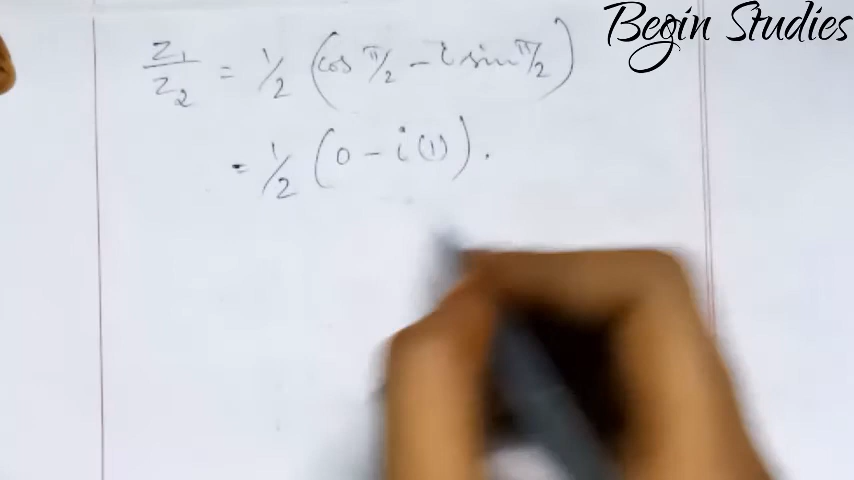 Begin Studies
z₁/z₂ = 1/2 (cos π/2 - i sin π/2)
= 1/2 (0 - i(1)).